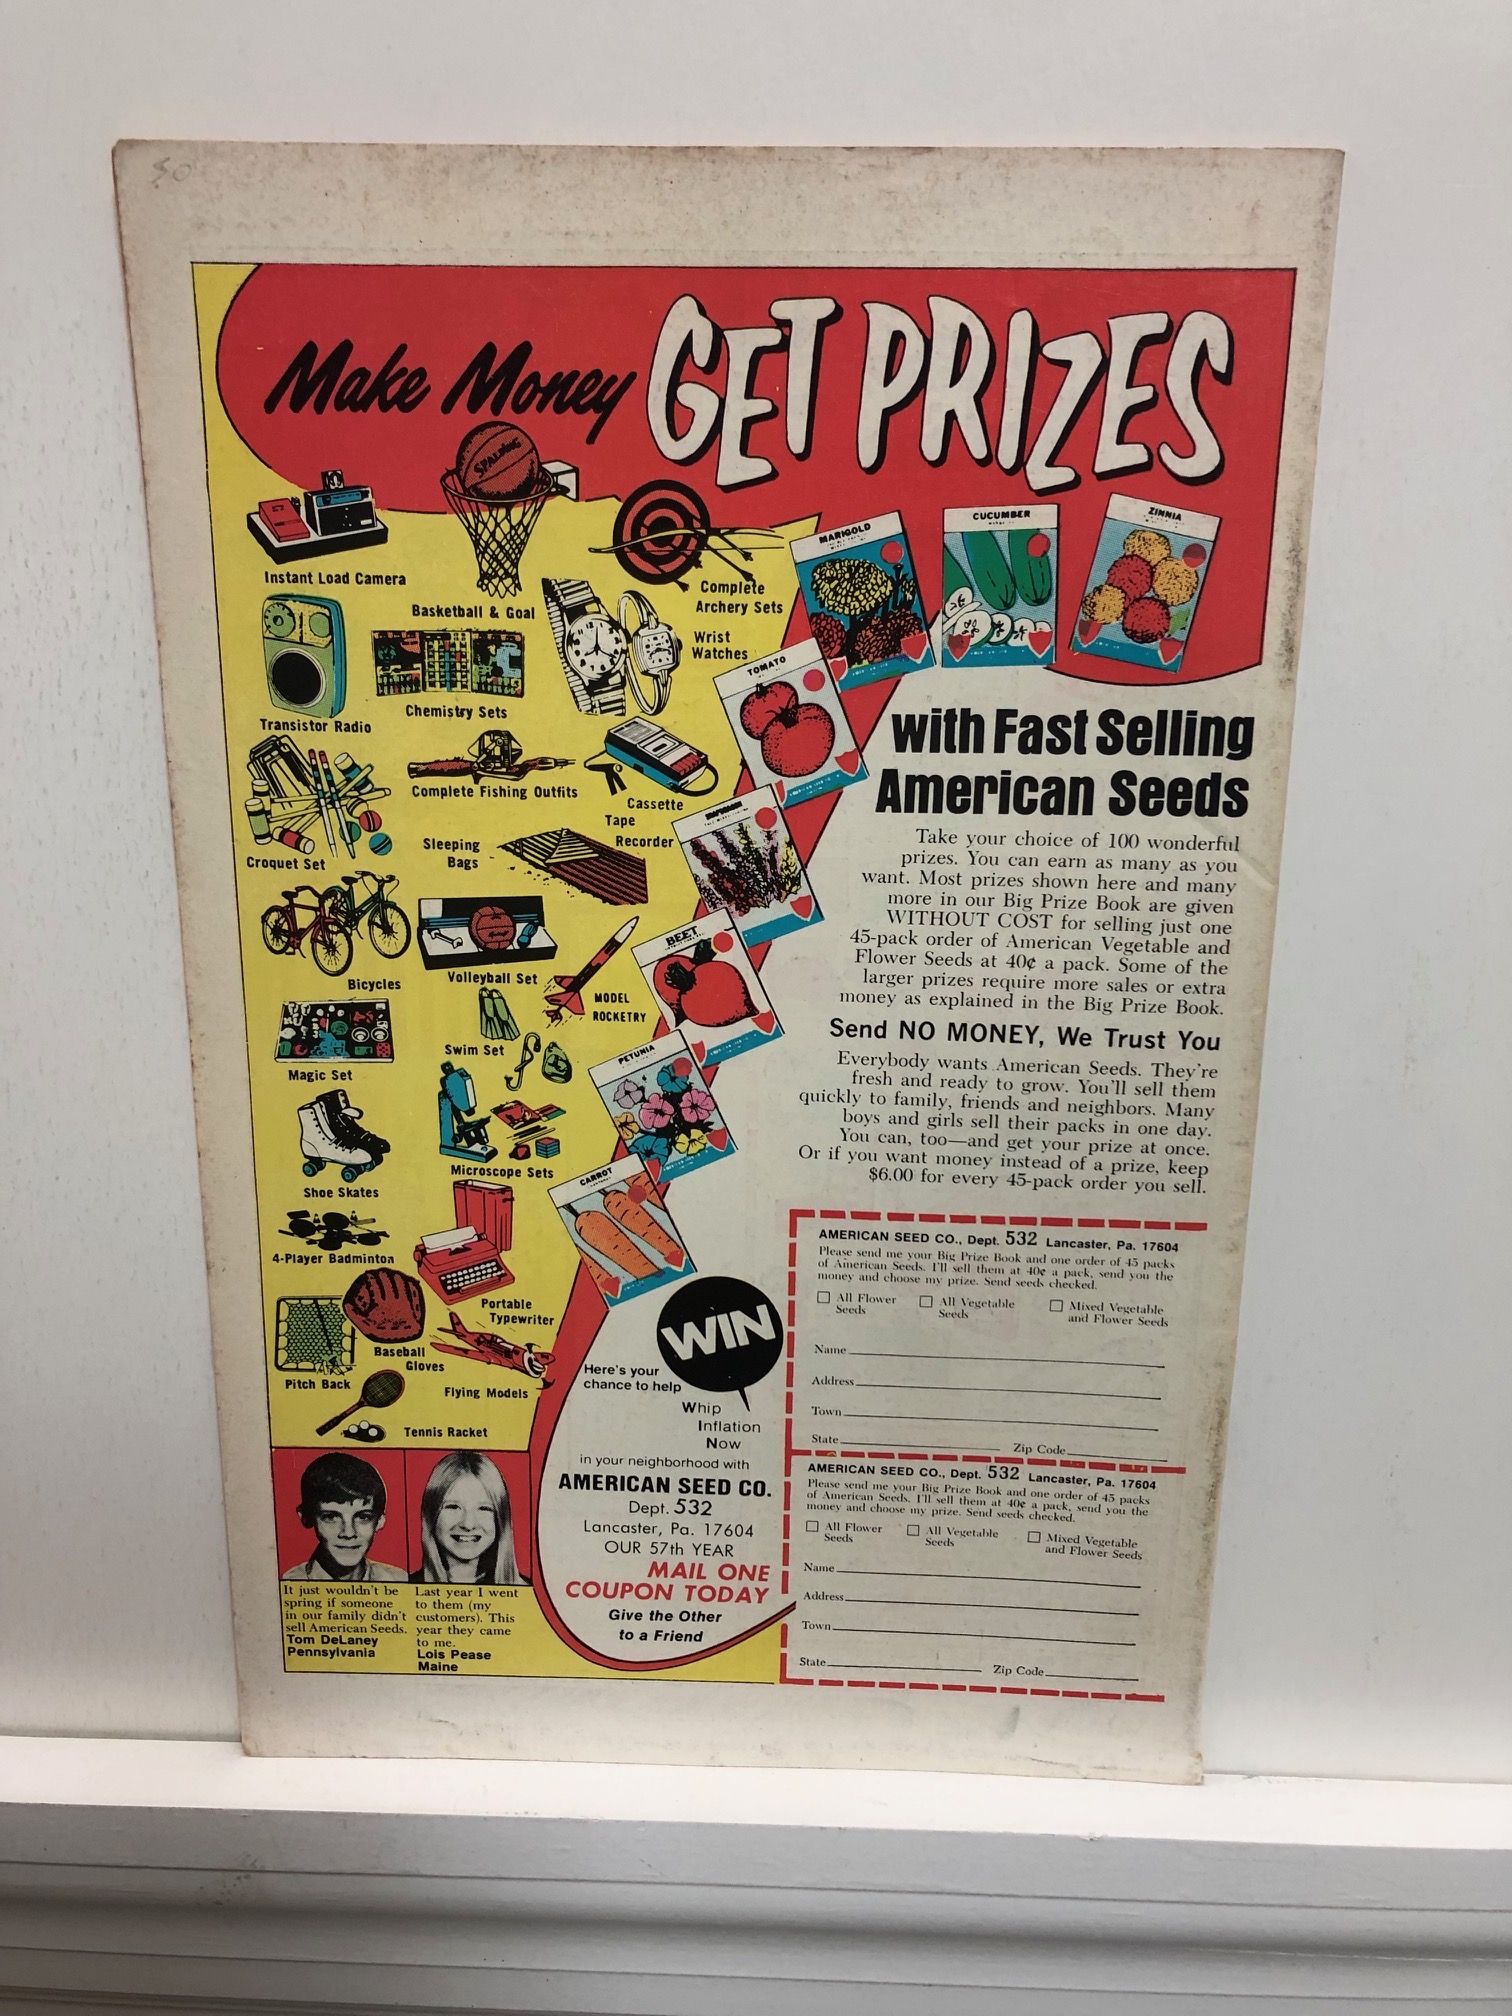 50
Make Money GET PRIZES
SPALDING
Instant Load Camera
Basketball & Goal
Complete
Archery Sets
Transistor Radio
Chemistry Sets
Wrist
Watches
Complete Fishing Outfits
Cassette
Tape
Recorder
Croquet Set
Sleeping
Bags
Bicycles
Volleyball Set
MODEL
ROCKETRY
Magic Set
Swim Set
Shoe Skates
Microscope Sets
4-Player Badminton
Portable
Typewriter
Pitch Back
Baseball
Gloves
Flying Models
Tennis Racket
MARIGOLD
CUCUMBER
ZINNIA
TOMATO
BEET
PETUNIA
CARROT
with Fast Selling
American Seeds
Take your choice of 100 wonderful
prizes. You can earn as many as you
want. Most prizes shown here and many
more in our Big Prize Book are given
WITHOUT COST for selling just one
45-pack order of American Vegetable and
Flower Seeds at 40¢ a pack. Some of the
larger prizes require more sales or extra
money as explained in the Big Prize Book.
Send NO MONEY, We Trust You
Everybody wants American Seeds. They're
fresh and ready to grow. You'll sell them
quickly to family, friends and neighbors. Many
boys and girls sell their packs in one day.
You can, too—and get your prize at once.
Or if you want money instead of a prize, keep
$6.00 for every 45-pack order you sell.
WIN
Here's your
chance to help
Whip
Inflation
Now
in your neighborhood with
AMERICAN SEED CO.
Dept. 532
Lancaster, Pa. 17604
OUR 57th YEAR
MAIL ONE
COUPON TODAY
Give the Other
to a Friend
It just wouldn't be
spring if someone
in our family didn't
sell American Seeds.
Tom DeLaney
Pennsylvania
Last year I went
to them (my
customers). This
year they came
to me.
Lois Pease
Maine
AMERICAN SEED CO., Dept. 532 Lancaster, Pa. 17604
Please send me your Big Prize Book and one order of 45 packs
of American Seeds. I'll sell them at 40¢ a pack, send you the
money and choose my prize. Send seeds checked.
All Flower
Seeds
All Vegetable
Seeds
Mixed Vegetable
and Flower Seeds
Name
Address
Town
State Zip Code
AMERICAN SEED CO., Dept. 532 Lancaster, Pa. 17604
Please send me your Big Prize Book and one order of 45 packs
of American Seeds. I'll sell them at 40¢ a pack, send you the
money and choose my prize. Send seeds checked.
All Flower
Seeds
All Vegetable
Seeds
Mixed Vegetable
and Flower Seeds
Name
Address
Town
State Zip Code